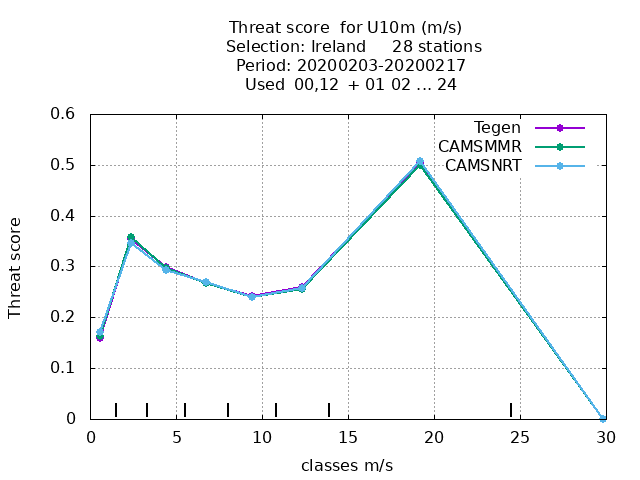 Threat score  for U10m (m/s)
Selection: Ireland     28 stations
Period: 20200203-20200217
Used  00,12  + 01 02 ... 24
Tegen
CAMSMMR
CAMSNRT
0.6
0.5
0.4
0.3
0.2
0.1
0
Threat score
0 5 10 15 20 25 30
classes m/s